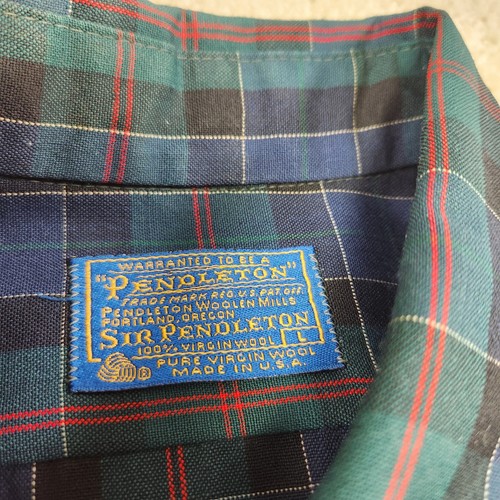 WARRANTED TO BE A
"PENDLETON"
TRADE MARK REG. U.S. PAT. OFF.
PENDLETON WOOLEN MILLS
PORTLAND, OREGON
SIR PENDLETON
100% VIRGIN WOOL L
PURE VIRGIN WOOL
®
MADE IN U.S.A.